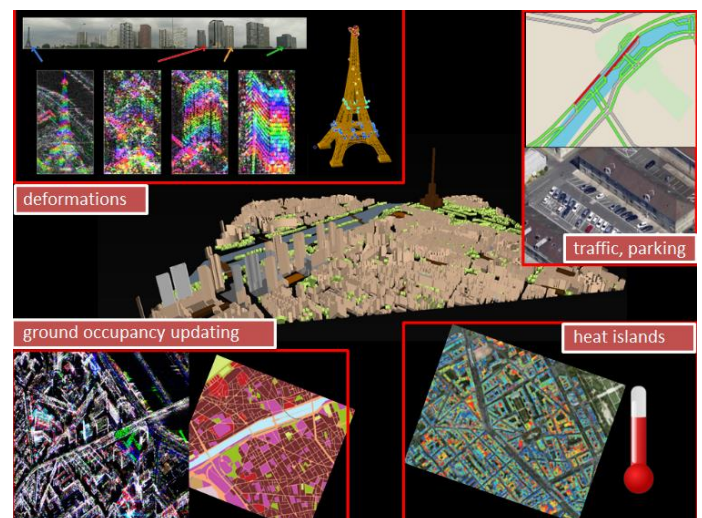 deformations
traffic, parking
ground occupancy updating
heat islands